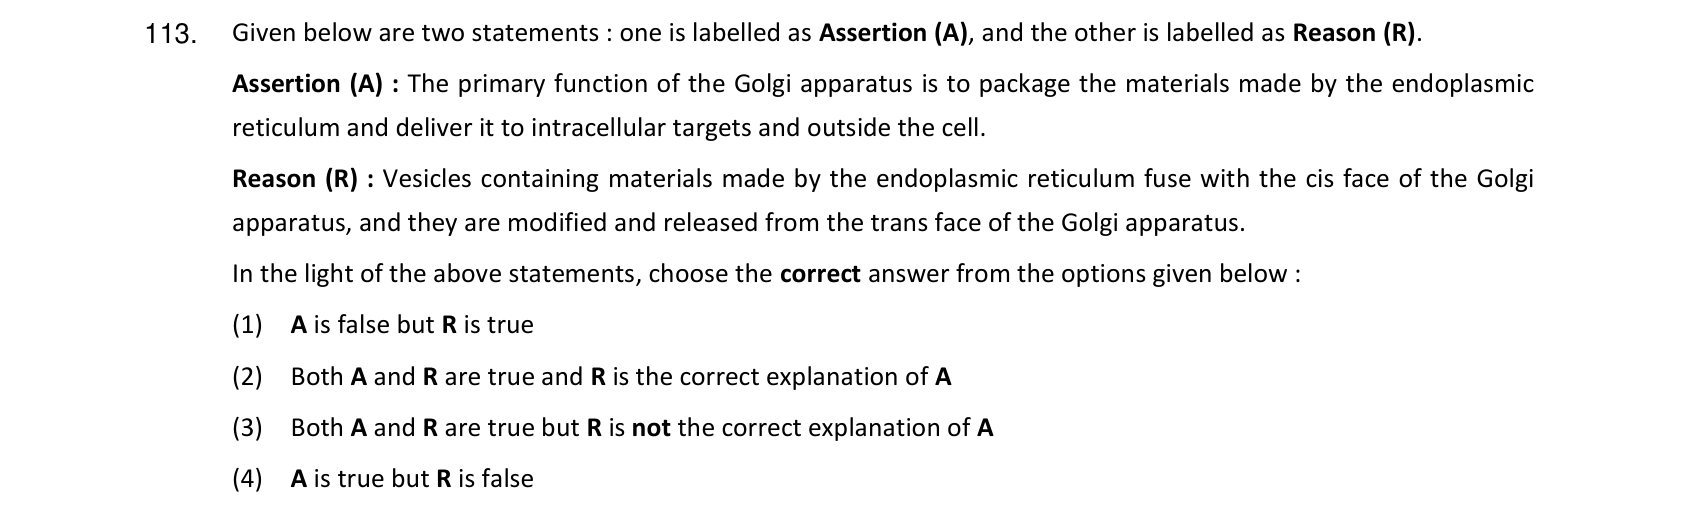 113. Given below are two statements : one is labelled as Assertion (A), and the other is labelled as Reason (R).
Assertion (A) : The primary function of the Golgi apparatus is to package the materials made by the endoplasmic
reticulum and deliver it to intracellular targets and outside the cell.
Reason (R) : Vesicles containing materials made by the endoplasmic reticulum fuse with the cis face of the Golgi
apparatus, and they are modified and released from the trans face of the Golgi apparatus.
In the light of the above statements, choose the correct answer from the options given below :
(1) A is false but R is true
(2) Both A and R are true and R is the correct explanation of A
(3) Both A and R are true but R is not the correct explanation of A
(4) A is true but R is false